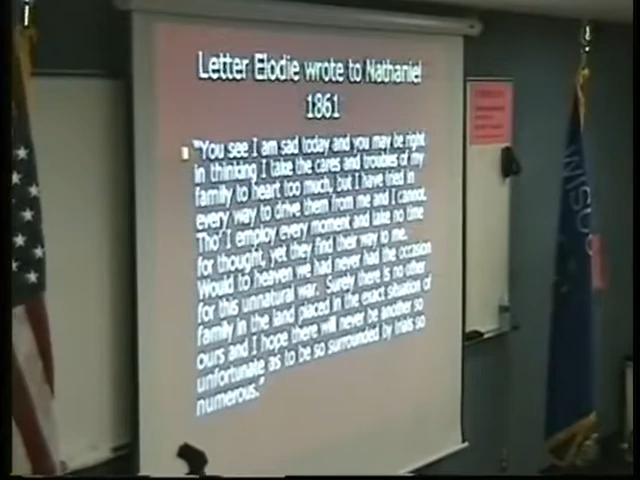 Letter Elodie wrote to Nathaniel
1861
"You see I am sad today and you may be right
in thinking I take the cares and troubles of my
family to heart too much, but I have tried in
every way to drive them from me and I cannot.
Tho' I employ every moment and take no time
for thought, yet they find their way to me.
Would to heaven we had never had the occasion
for this unnatural war. Surely there is no other
family in the land placed in the exact situation of
ours and I hope there will never be another so
unfortunate as to be so surrounded by trials so
numerous."
WISCO